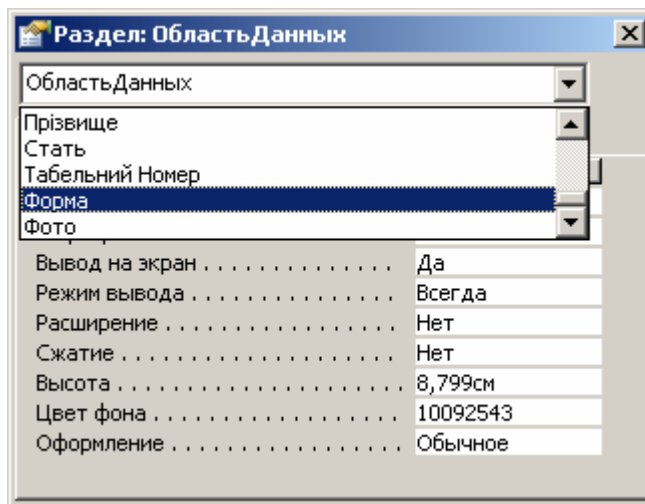 Раздел: ОбластьДанных
ОбластьДанных
Прізвище
Стать
Табельний Номер
Форма
Фото
Вывод на экран . . . . . . . . . . . . . . Да
Режим вывода . . . . . . . . . . . . . . . Всегда
Расширение . . . . . . . . . . . . . . . . . Нет
Сжатие . . . . . . . . . . . . . . . . . . . . Нет
Высота . . . . . . . . . . . . . . . . . . . . 8,799см
Цвет фона . . . . . . . . . . . . . . . . . . 10092543
Оформление . . . . . . . . . . . . . . . . . Обычное